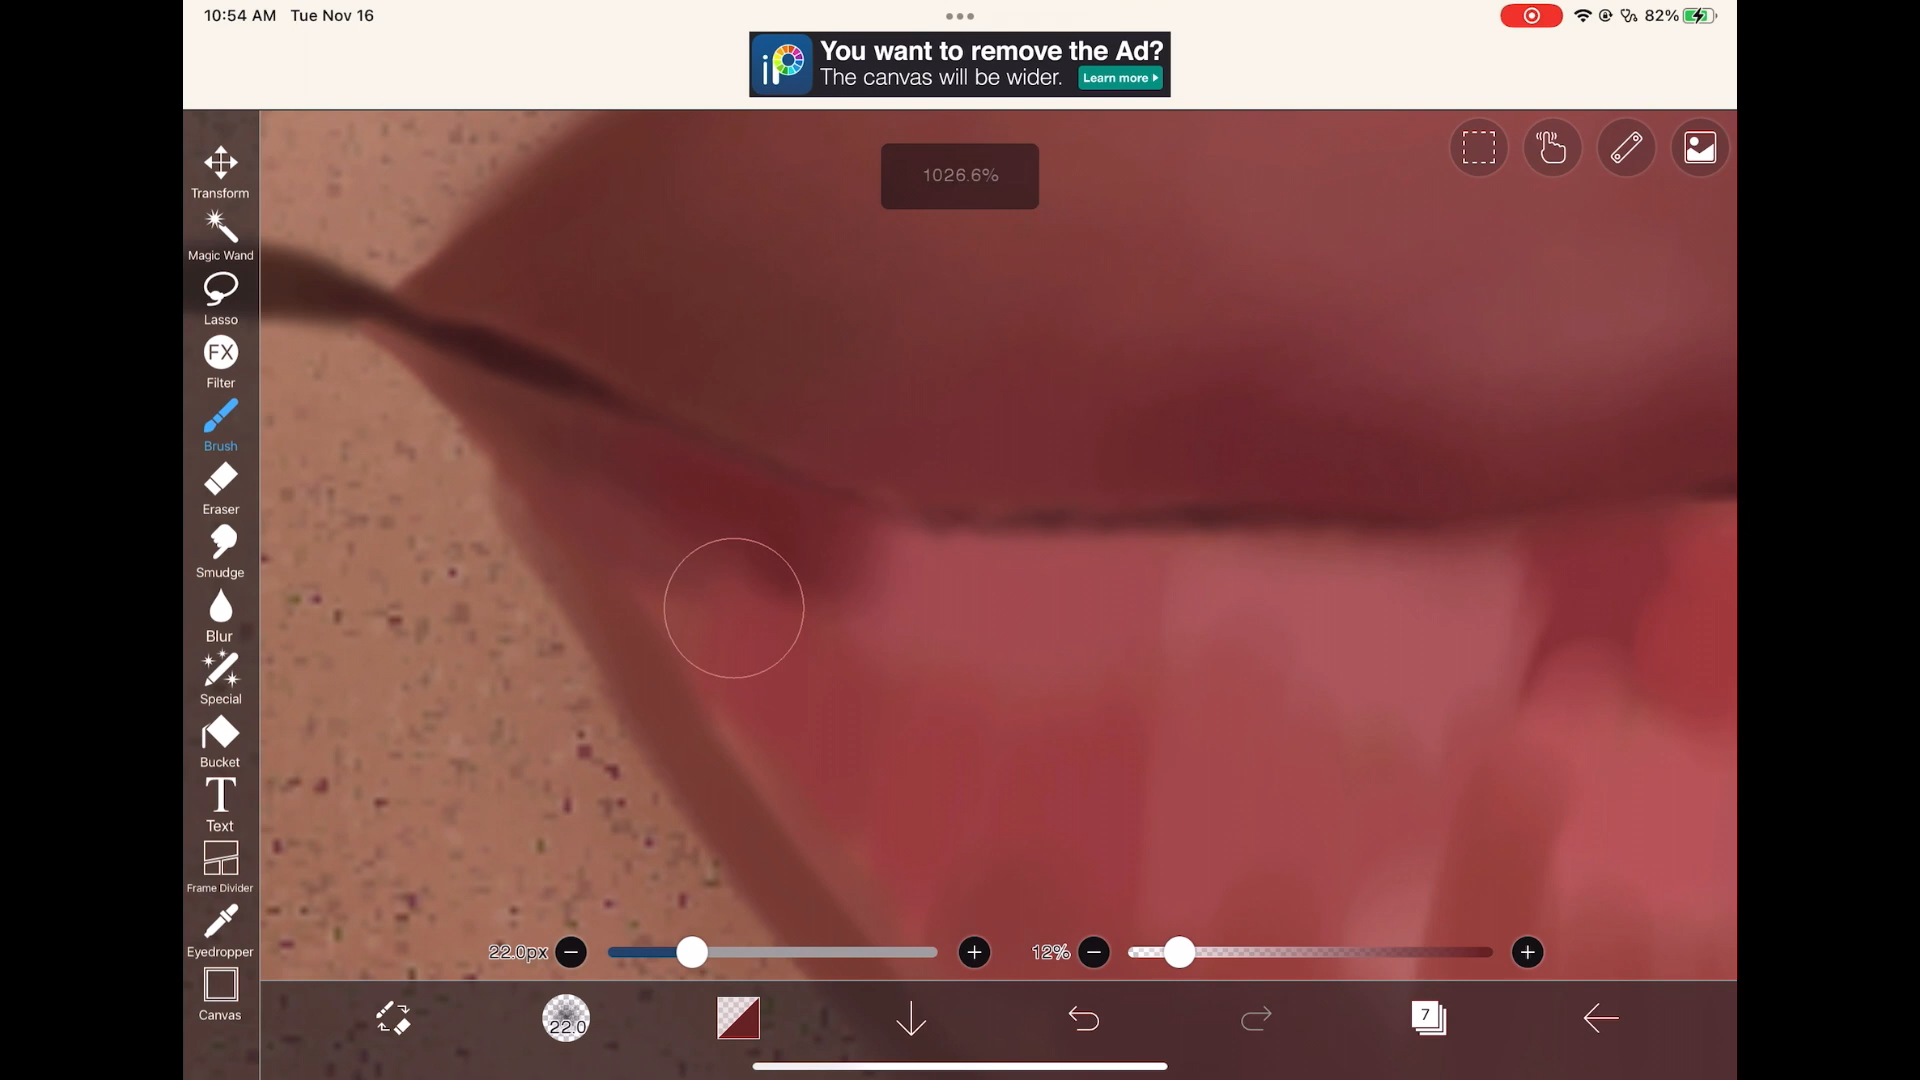 10:54 AM Tue Nov 16
82%
iP
You want to remove the Ad?
The canvas will be wider.
Learn more
1026.6%
Transform
Magic Wand
Lasso
FX
Filter
Brush
Eraser
Smudge
Blur
Special
Bucket
T
Text
Frame Divider
Eyedropper
Canvas
22.0px
12%
22.0
7